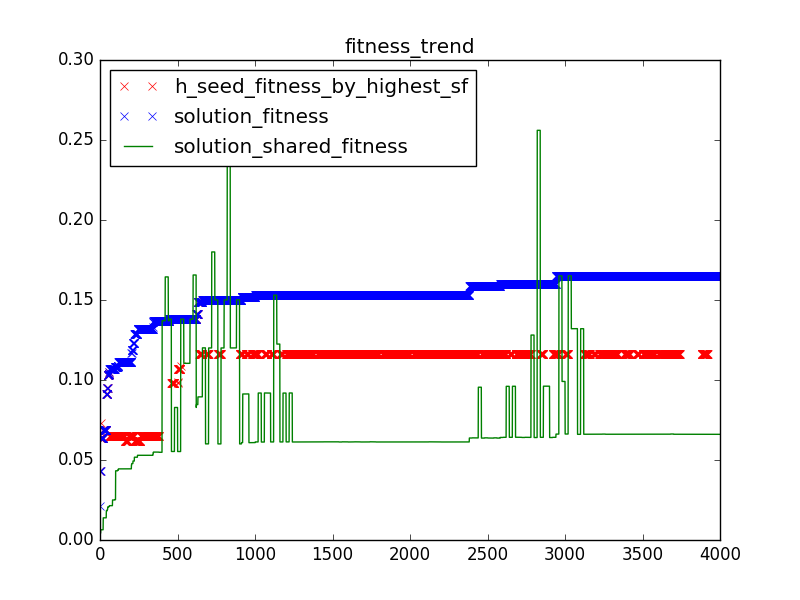 fitness_trend
0.30
0.25
0.20
0.15
0.10
0.05
0.00
h_seed_fitness_by_highest_sf
solution_fitness
solution_shared_fitness
0 500 1000 1500 2000 2500 3000 3500 4000